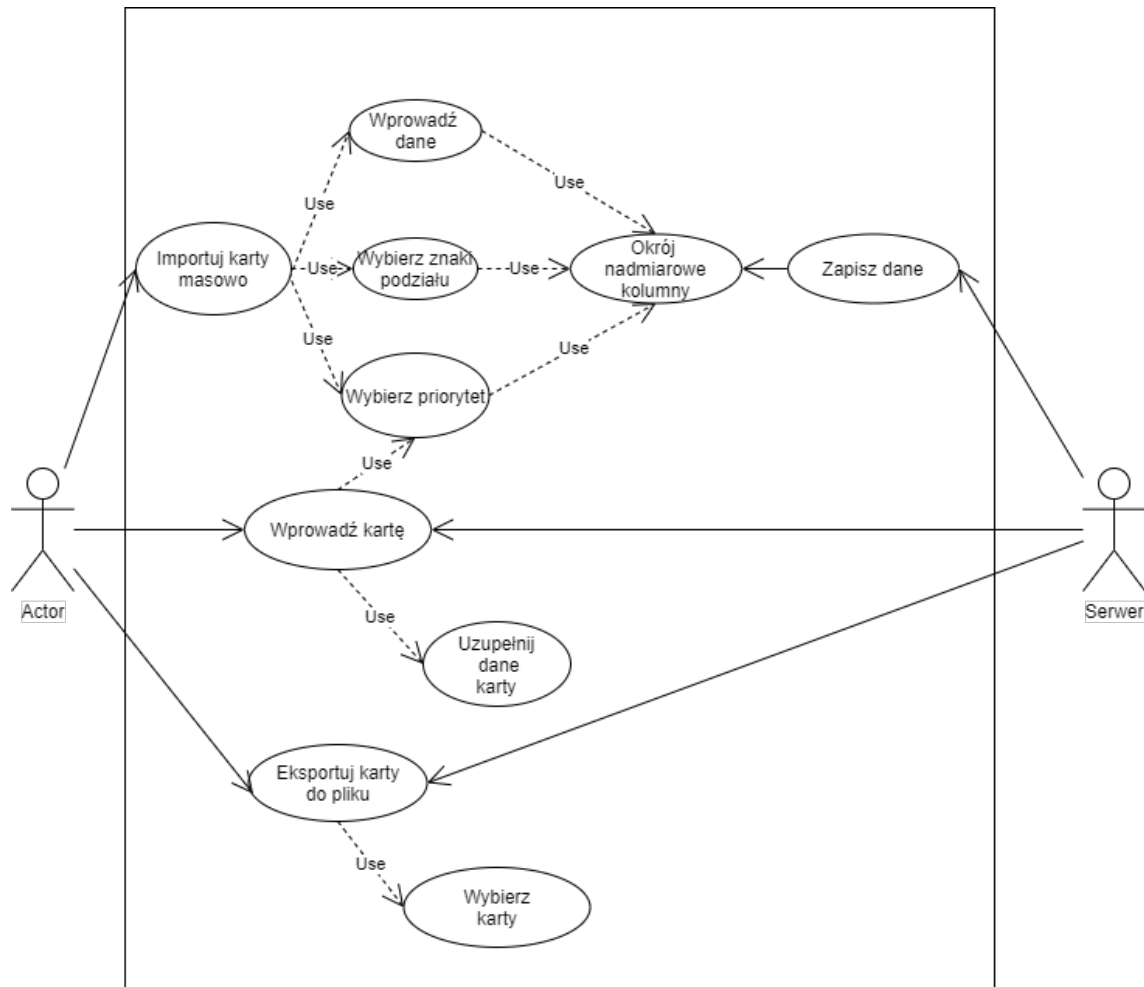 Wprowadź
dane
Use
Use
Importuj karty
masowo
Use
Wybierz znaki
podziału
Use
Okrój
nadmiarowe
kolumny
Zapisz dane
Use
Use
Wybierz priorytet
Use
Wprowadź kartę
Actor
Serwer
Use
Uzupełnij
dane
karty
Eksportuj karty
do pliku
Use
Wybierz
karty